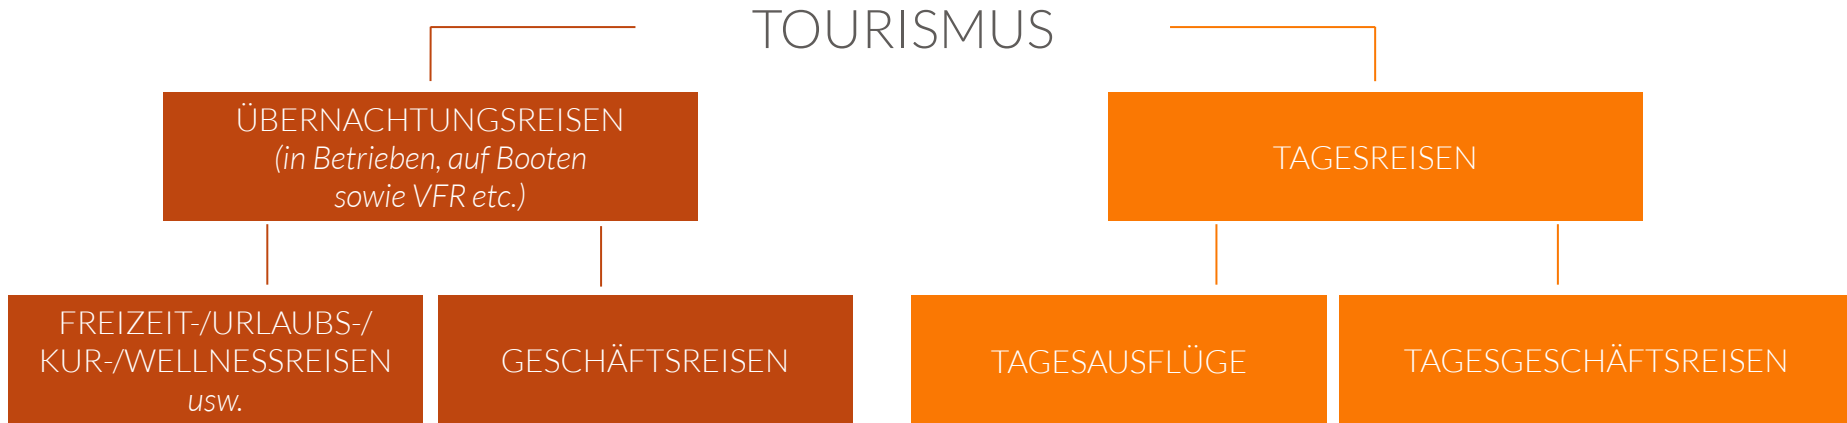 TOURISMUS
ÜBERNACHTUNGSREISEN
(in Betrieben, auf Booten
sowie VFR etc.)
TAGESREISEN
FREIZEIT-/URLAUBS-/
KUR-/WELLNESSREISEN
usw.
GESCHÄFTSREISEN
TAGESAUSFLÜGE
TAGESGESCHÄFTSREISEN